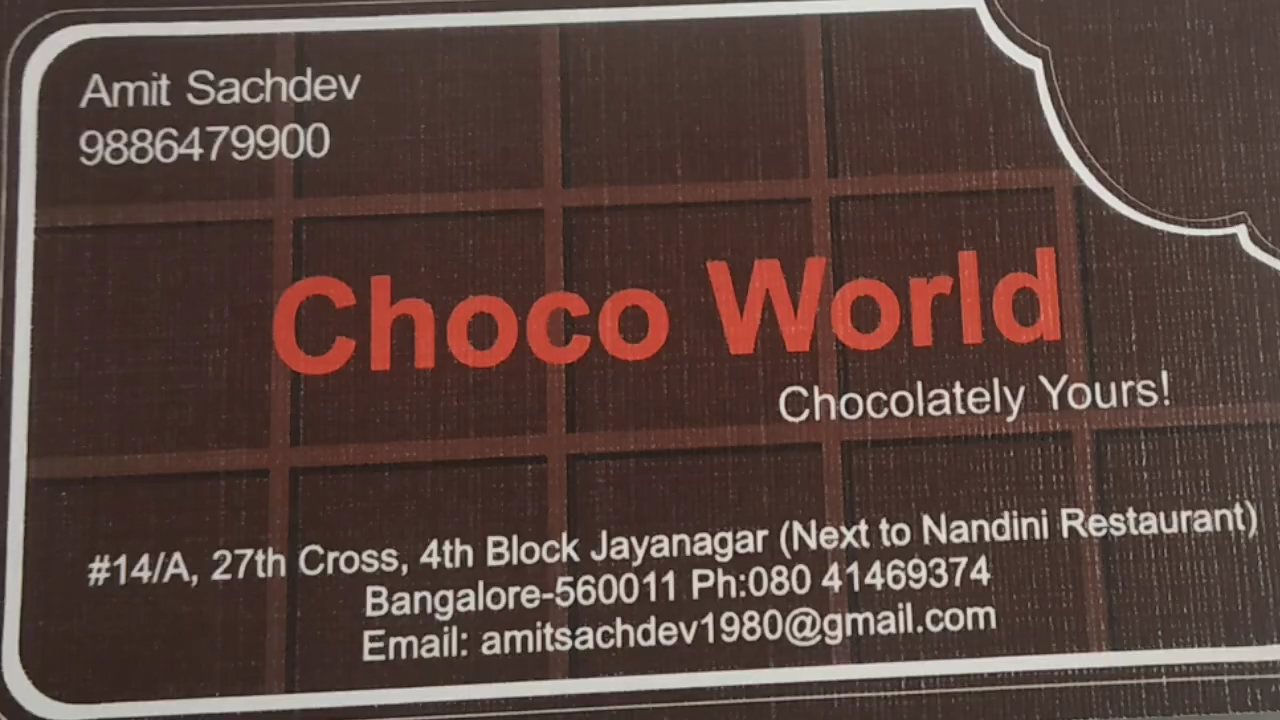 Amit Sachdev
9886479900
Choco World
Chocolately Yours!
#14/A, 27th Cross, 4th Block Jayanagar (Next to Nandini Restaurant)
Bangalore-560011 Ph:080 41469374
Email: amitsachdev1980@gmail.com